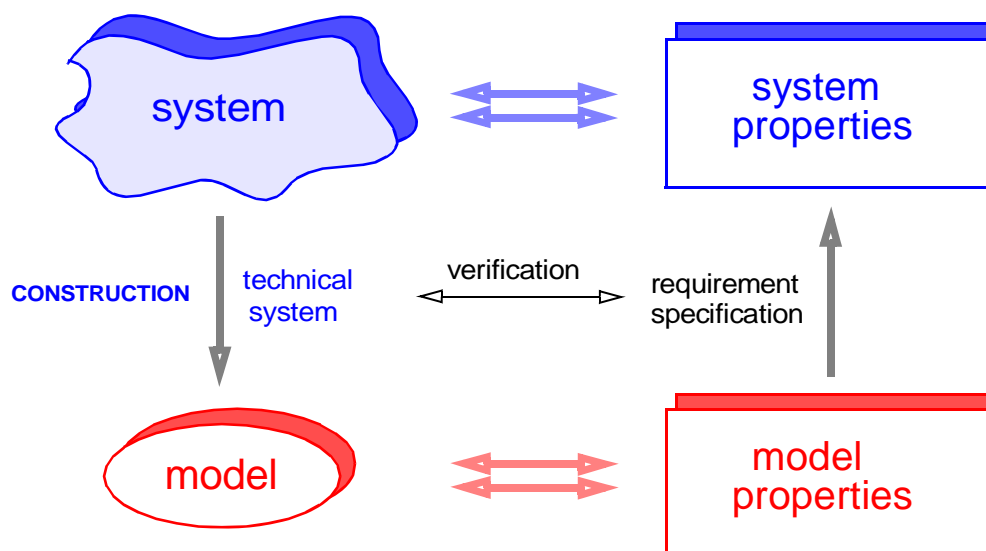 system
system
properties
CONSTRUCTION
technical
system
verification
requirement
specification
model
model
properties